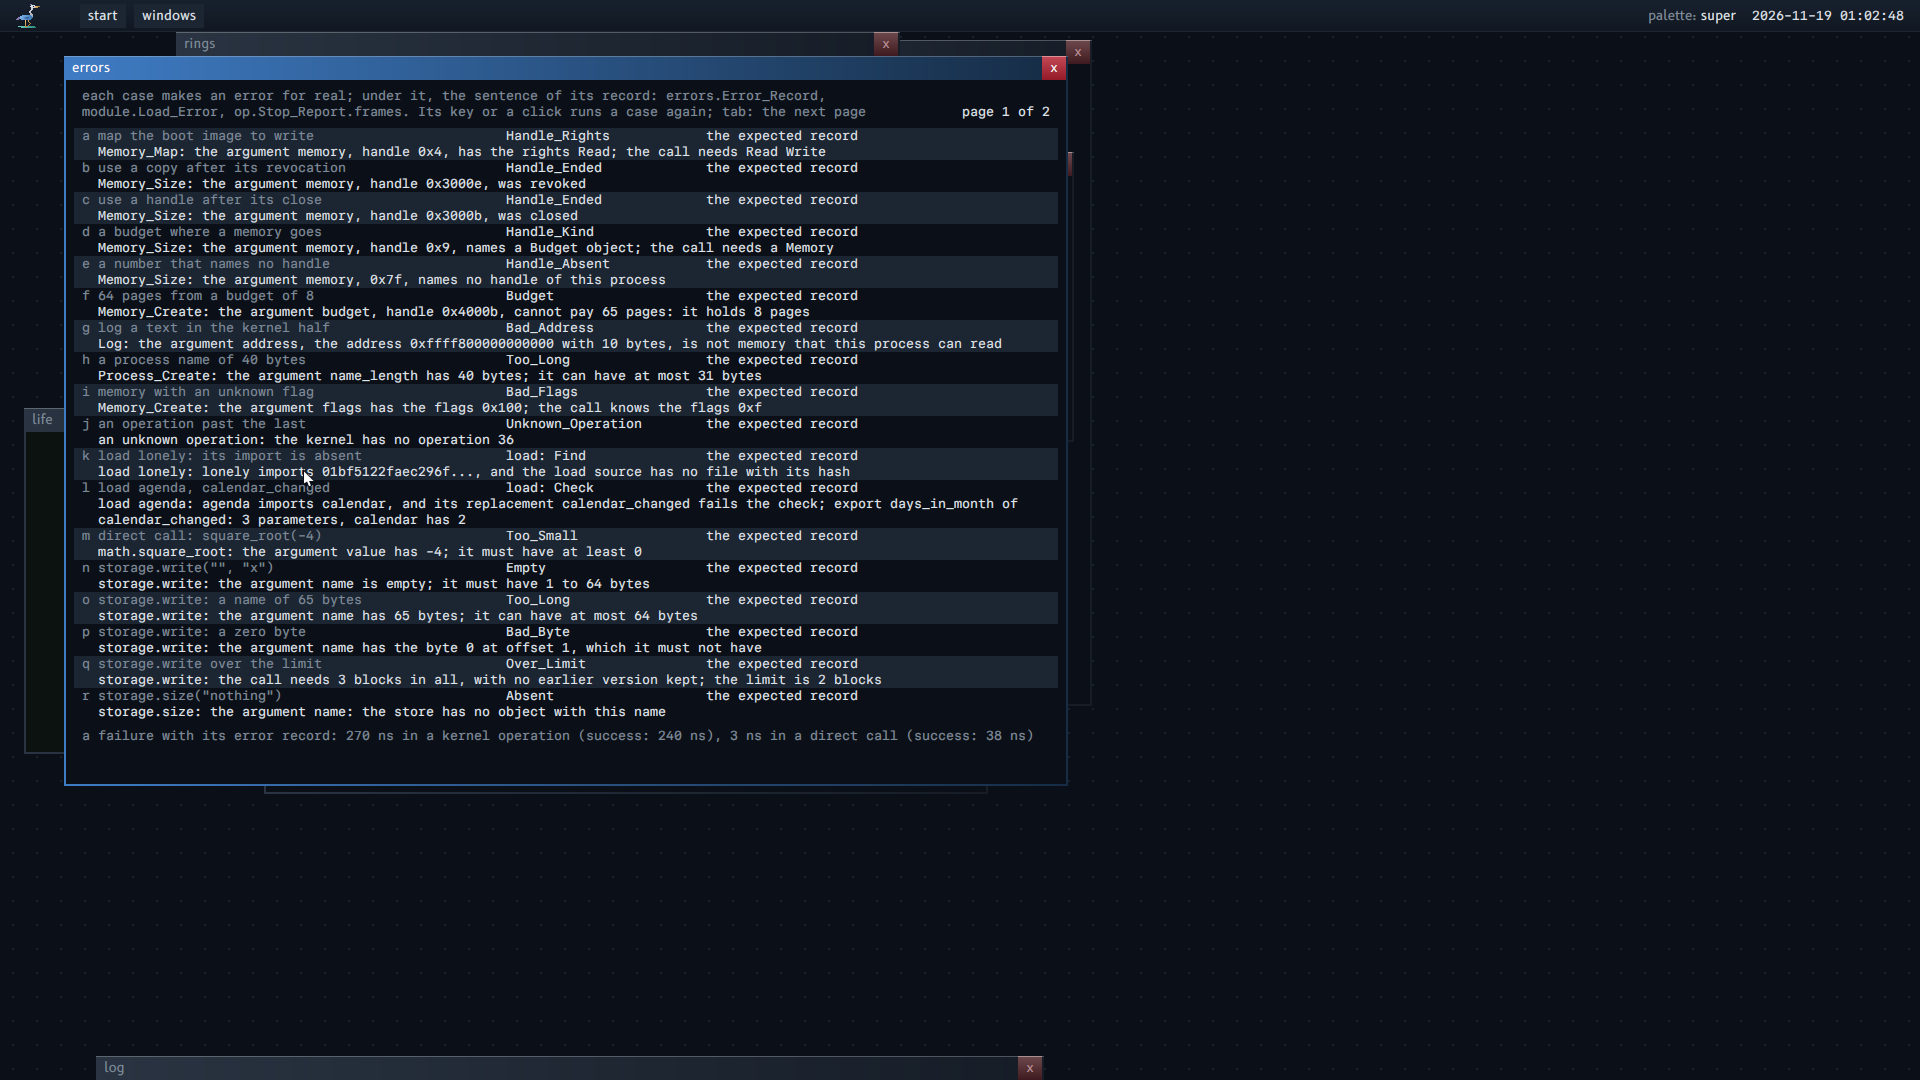 start windows palette: super 2026-11-19 01:02:48
rings x
x
errors x
each case makes an error for real; under it, the sentence of its record: errors.Error_Record,
module.Load_Error, op.Stop_Report.frames. Its key or a click runs a case again; tab: the next page page 1 of 2
a map the boot image to write Handle_Rights the expected record
Memory_Map: the argument memory, handle 0x4, has the rights Read; the call needs Read Write
b use a copy after its revocation Handle_Ended the expected record
Memory_Size: the argument memory, handle 0x3000e, was revoked
c use a handle after its close Handle_Ended the expected record
Memory_Size: the argument memory, handle 0x3000b, was closed
d a budget where a memory goes Handle_Kind the expected record
Memory_Size: the argument memory, handle 0x9, names a Budget object; the call needs a Memory
e a number that names no handle Handle_Absent the expected record
Memory_Size: the argument memory, 0x7f, names no handle of this process
f 64 pages from a budget of 8 Budget the expected record
Memory_Create: the argument budget, handle 0x4000b, cannot pay 65 pages: it holds 8 pages
g log a text in the kernel half Bad_Address the expected record
Log: the argument address, the address 0xffff800000000000 with 10 bytes, is not memory that this process can read
h a process name of 40 bytes Too_Long the expected record
Process_Create: the argument name_length has 40 bytes; it can have at most 31 bytes
i memory with an unknown flag Bad_Flags the expected record
Memory_Create: the argument flags has the flags 0x100; the call knows the flags 0xf
life
j an operation past the last Unknown_Operation the expected record
an unknown operation: the kernel has no operation 36
k load lonely: its import is absent load: Find the expected record
load lonely: lonely imports 01bf5122faec296f..., and the load source has no file with its hash
l load agenda, calendar_changed load: Check the expected record
load agenda: agenda imports calendar, and its replacement calendar_changed fails the check; export days_in_month of
calendar_changed: 3 parameters, calendar has 2
m direct call: square_root(-4) Too_Small the expected record
math.square_root: the argument value has -4; it must have at least 0
n storage.write("", "x") Empty the expected record
storage.write: the argument name is empty; it must have 1 to 64 bytes
o storage.write: a name of 65 bytes Too_Long the expected record
storage.write: the argument name has 65 bytes; it can have at most 64 bytes
p storage.write: a zero byte Bad_Byte the expected record
storage.write: the argument name has the byte 0 at offset 1, which it must not have
q storage.write over the limit Over_Limit the expected record
storage.write: the call needs 3 blocks in all, with no earlier version kept; the limit is 2 blocks
r storage.size("nothing") Absent the expected record
storage.size: the argument name: the store has no object with this name
a failure with its error record: 270 ns in a kernel operation (success: 240 ns), 3 ns in a direct call (success: 38 ns)
log x